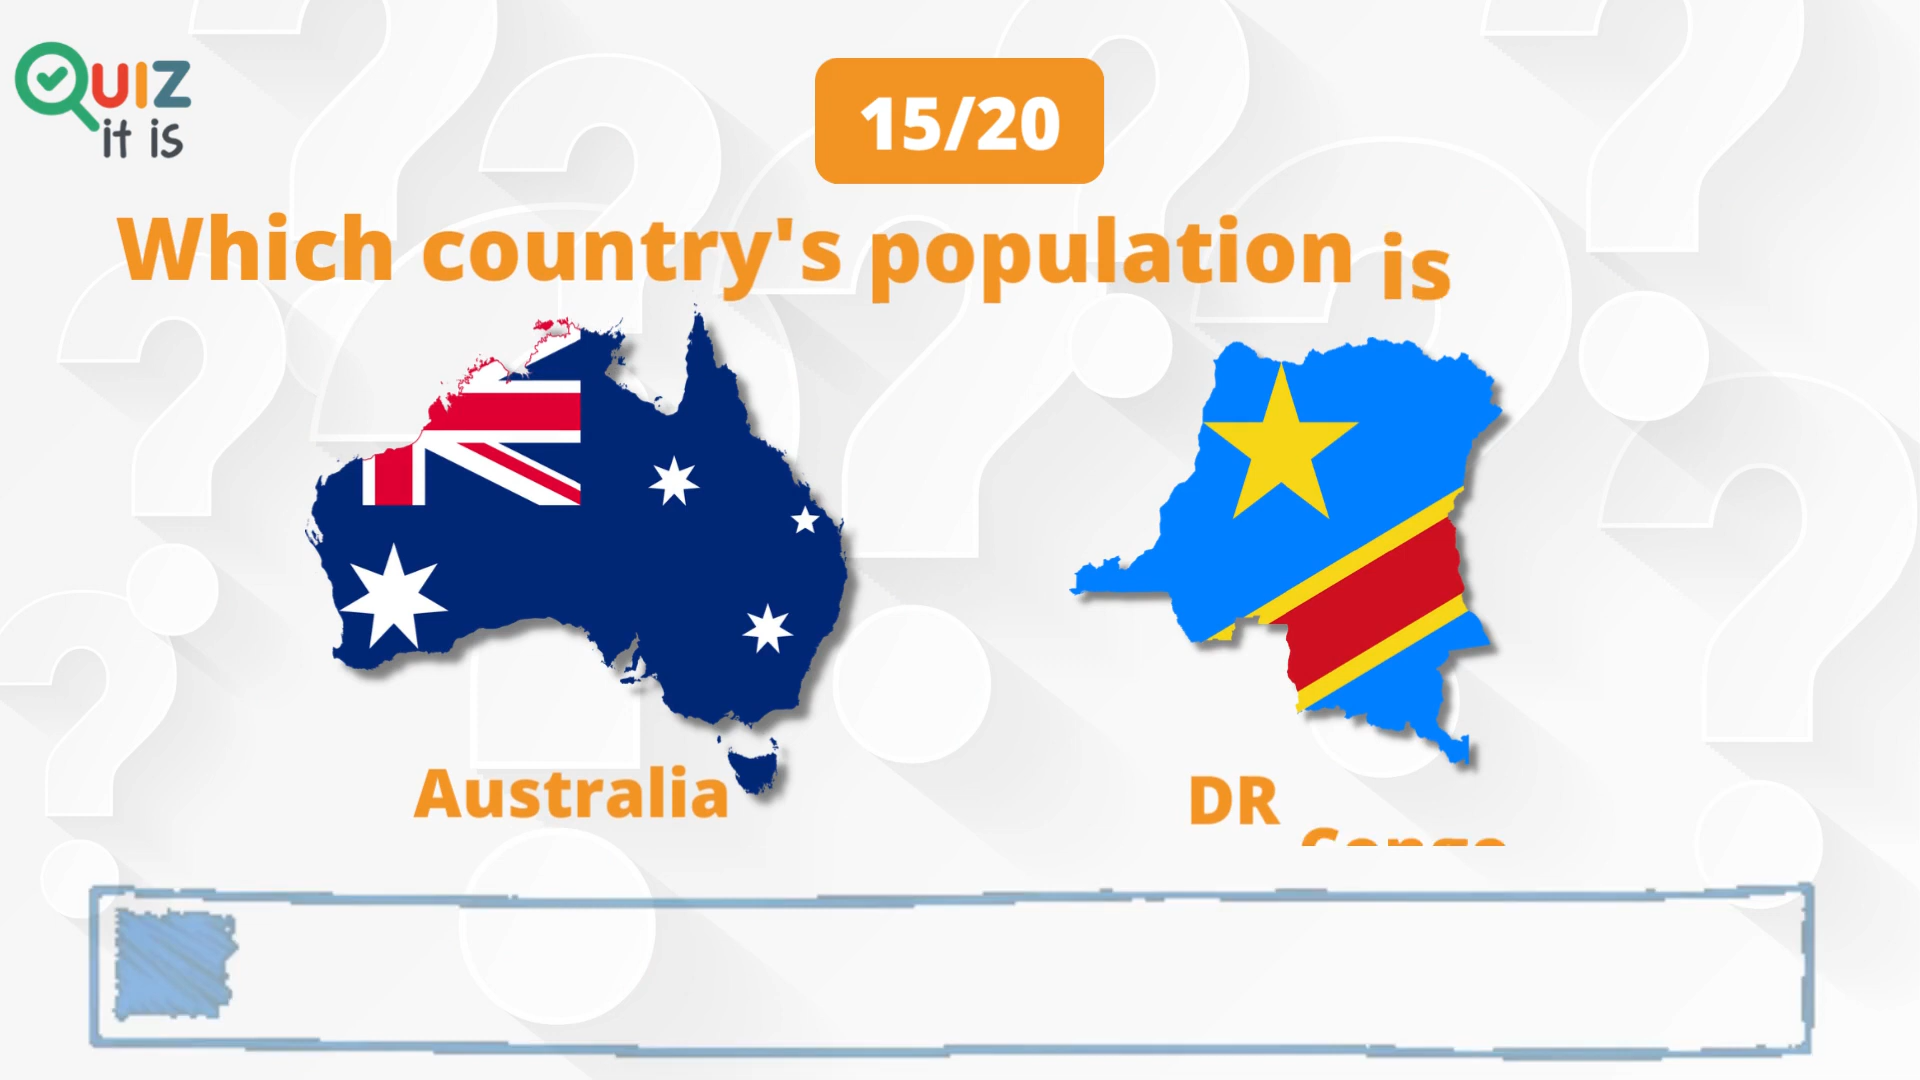 QUIZ
it is
15/20
Which country's population is
Australia
DR